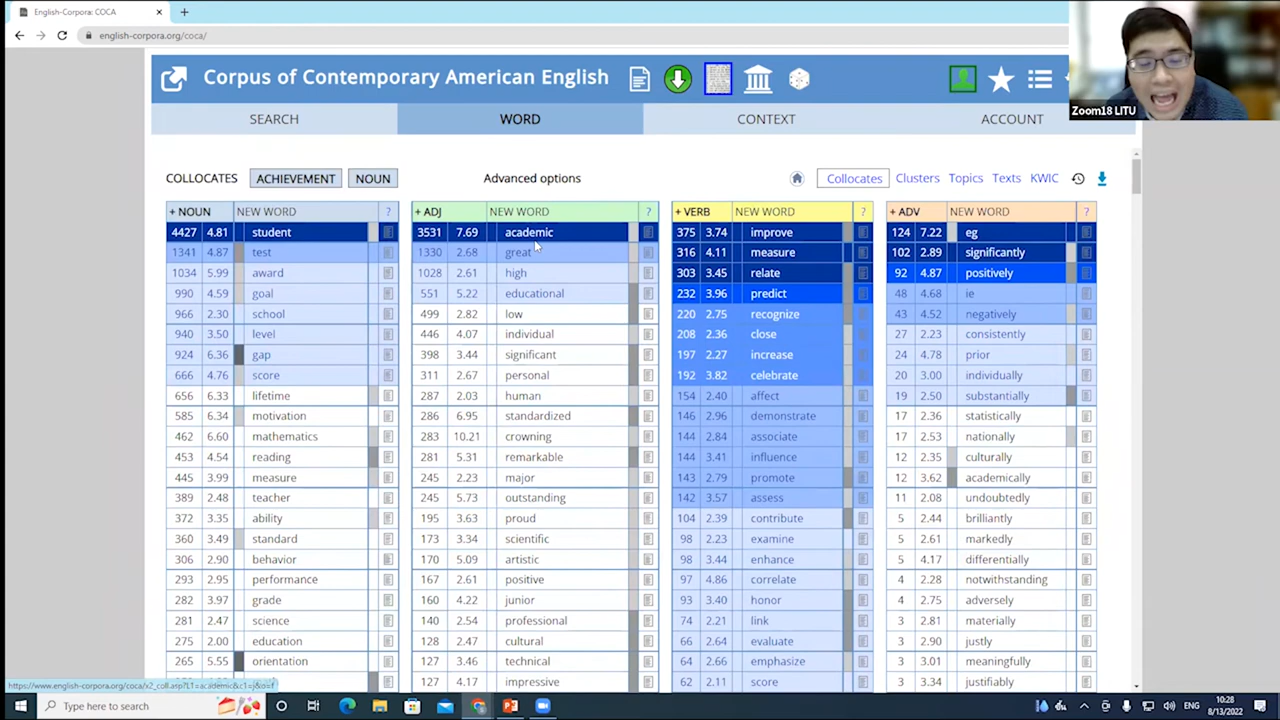 English-Corpora: COCA
english-corpora.org/coca/
Corpus of Contemporary American English
Zoom18 LITU
SEARCH WORD CONTEXT ACCOUNT
COLLOCATES ACHIEVEMENT NOUN Advanced options Collocates Clusters Topics Texts KWIC
+ NOUN NEW WORD ? + ADJ NEW WORD ? + VERB NEW WORD ? + ADV NEW WORD ?
4427 4.81 student 3531 7.69 academic 375 3.74 improve 124 7.22 eg
1341 4.87 test 1330 2.68 great 316 4.11 measure 102 2.89 significantly
1034 5.99 award 1028 2.61 high 303 3.45 relate 92 4.87 positively
990 4.59 goal 551 5.22 educational 232 3.96 predict 48 4.68 ie
966 2.30 school 499 2.82 low 220 2.75 recognize 43 4.52 negatively
940 3.50 level 446 4.07 individual 208 2.36 close 27 2.23 consistently
924 6.36 gap 398 3.44 significant 197 2.27 increase 24 4.78 prior
666 4.76 score 311 2.67 personal 192 3.82 celebrate 20 3.00 individually
656 6.33 lifetime 287 2.03 human 154 2.40 affect 19 2.50 substantially
585 6.34 motivation 286 6.95 standardized 146 2.96 demonstrate 17 2.36 statistically
462 6.60 mathematics 283 10.21 crowning 144 2.84 associate 17 2.53 nationally
453 4.54 reading 281 5.31 remarkable 144 3.41 influence 12 2.35 culturally
445 3.99 measure 245 2.23 major 143 2.79 promote 12 3.62 academically
389 2.48 teacher 245 5.73 outstanding 142 3.57 assess 11 2.08 undoubtedly
372 3.35 ability 195 3.63 proud 104 2.39 contribute 5 2.44 brilliantly
360 3.49 standard 173 3.34 scientific 98 2.23 examine 5 2.61 markedly
306 2.90 behavior 170 5.09 artistic 98 3.44 enhance 5 4.17 differentially
293 2.95 performance 167 2.61 positive 97 4.86 correlate 4 2.28 notwithstanding
282 3.97 grade 160 4.22 junior 93 3.40 honor 4 2.75 adversely
281 2.47 science 140 2.54 professional 74 2.21 link 3 2.81 materially
275 2.00 education 128 2.47 cultural 66 2.64 evaluate 3 2.90 justly
265 5.55 orientation 127 3.46 technical 64 2.66 emphasize 3 3.01 meaningfully
127 4.17 impressive 62 2.11 score 3 3.34 justifiably
https://www.english-corpora.org/coca/x2_coll.asp?L1=academic&c1=j&o=f
Type here to search
10:28
8/13/2022